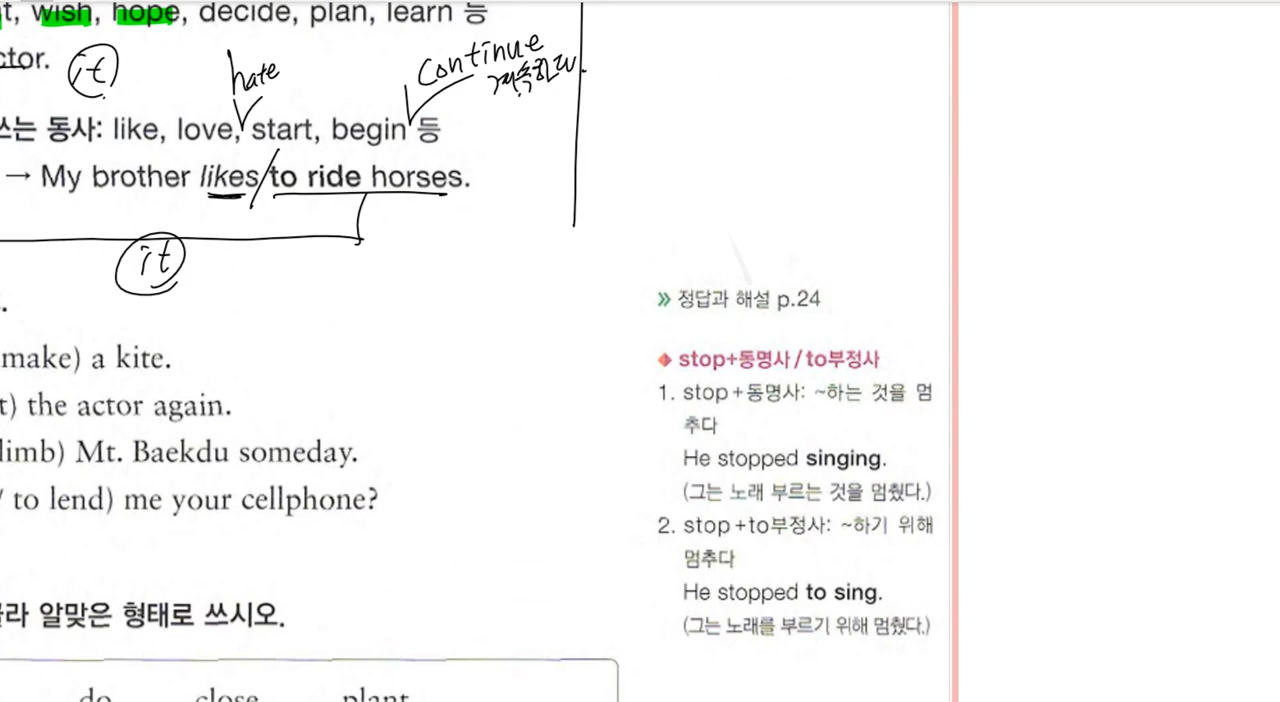 t, wish, hope, decide, plan, learn 등
ctor.
it
hate
continue
계속하다
쓰는 동사: like, love, start, begin 등
→ My brother likes/to ride horses.
it
.
make) a kite.
t) the actor again.
limb) Mt. Baekdu someday.
/ to lend) me your cellphone?
라 알맞은 형태로 쓰시오.
do close plant
» 정답과 해설 p.24
◆ stop+동명사/to부정사
1. stop+동명사: ~하는 것을 멈
추다
He stopped singing.
(그는 노래 부르는 것을 멈췄다.)
2. stop+to부정사: ~하기 위해
멈추다
He stopped to sing.
(그는 노래를 부르기 위해 멈췄다.)